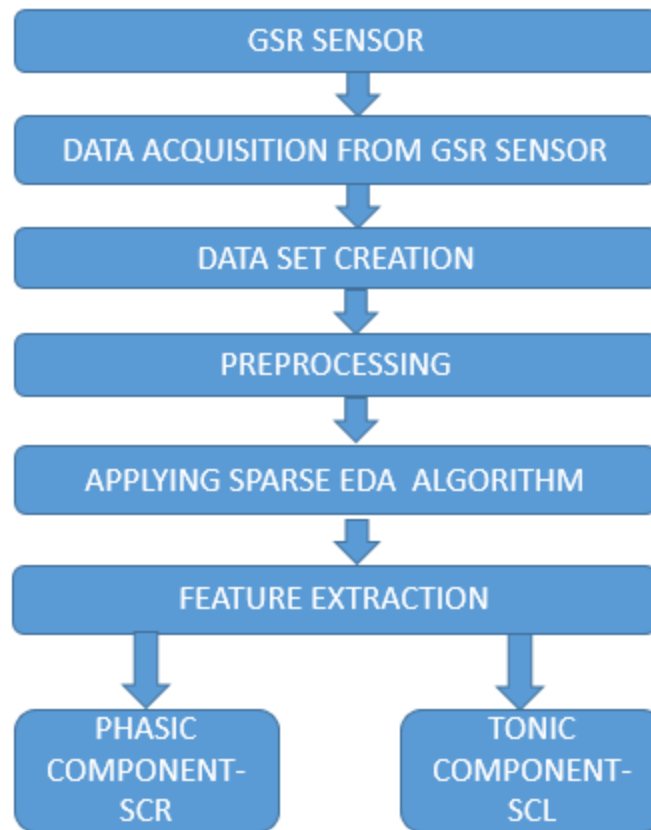 GSR SENSOR
DATA ACQUISITION FROM GSR SENSOR
DATA SET CREATION
PREPROCESSING
APPLYING SPARSE EDA  ALGORITHM
FEATURE EXTRACTION
PHASIC
COMPONENT-
SCR
TONIC
COMPONENT-
SCL